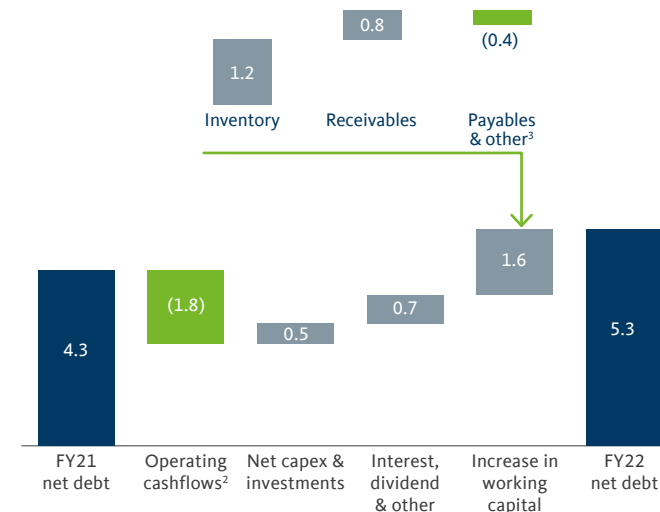 0.8
(0.4)
1.2
Inventory
Receivables
Payables
& other³
1.6
(1.8)
0.7
0.5
4.3
5.3
FY21
net debt
Operating
cashflows²
Net capex &
investments
Interest,
dividend
& other
Increase in
working
capital
FY22
net debt